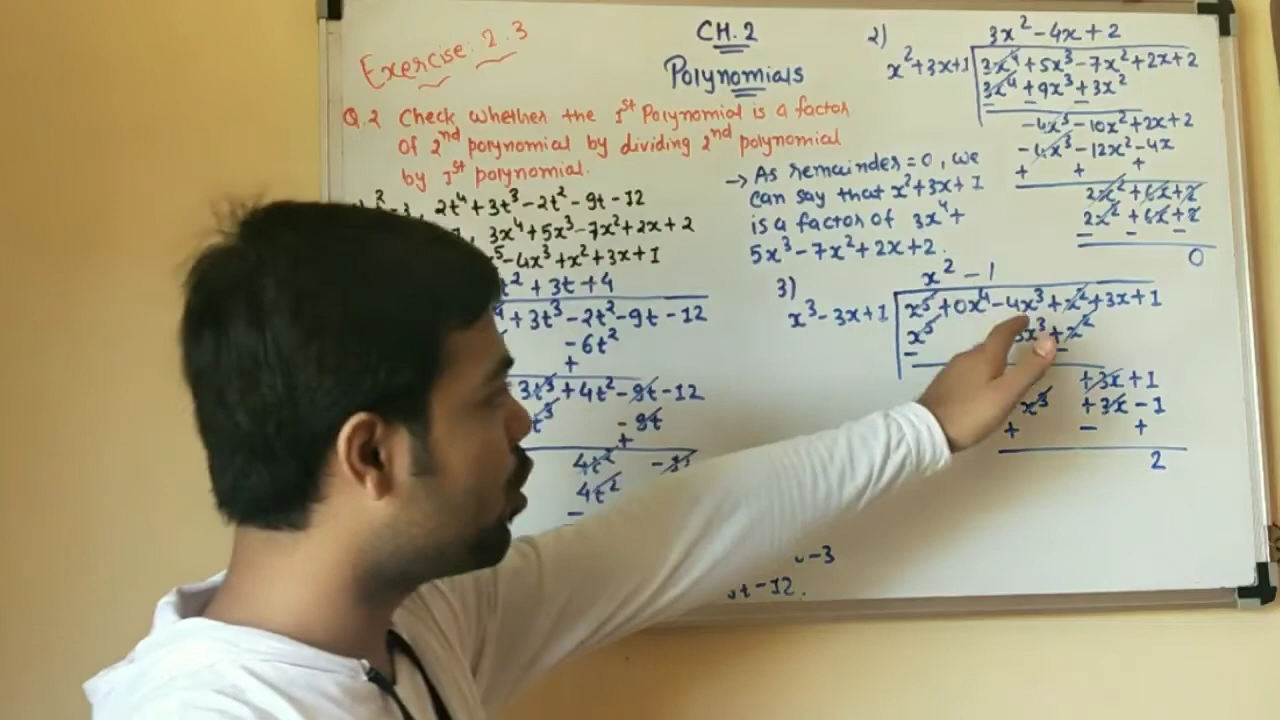 Exercise: 2.3
CH.2
Polynomials
Q.2 Check whether the 1st Polynomial is a factor
of 2nd polynomial by dividing 2nd polynomial
by 1st polynomial.
2t⁴+3t³-2t²-9t-12
3x⁴+5x³-7x²+2x+2
-4x³+x²+3x+1
t²+3t+4
+3t³-2t²-9t-12
-6t²
+
3t³+4t²-9t-12
-9t
+
4t²
4t²
-
-3
t-12.
2)
3x²-4x+2
x²+3x+1
3x⁴+5x³-7x²+2x+2
3x⁴+9x³+3x²
- - -
-4x³-10x²+2x+2
-4x³-12x²-4x
+ + +
2x²+6x+2
2x²+6x+2
- - -
0
→ As remainder=0, we
can say that x²+3x+1
is a factor of 3x⁴+
5x³-7x²+2x+2.
3)
x²-1
x³-3x+1
x⁵+0x⁴-4x³+x²+3x+1
x⁵ 3x³+x²
- -
+3x+1
x³ +3x-1
+ - +
2